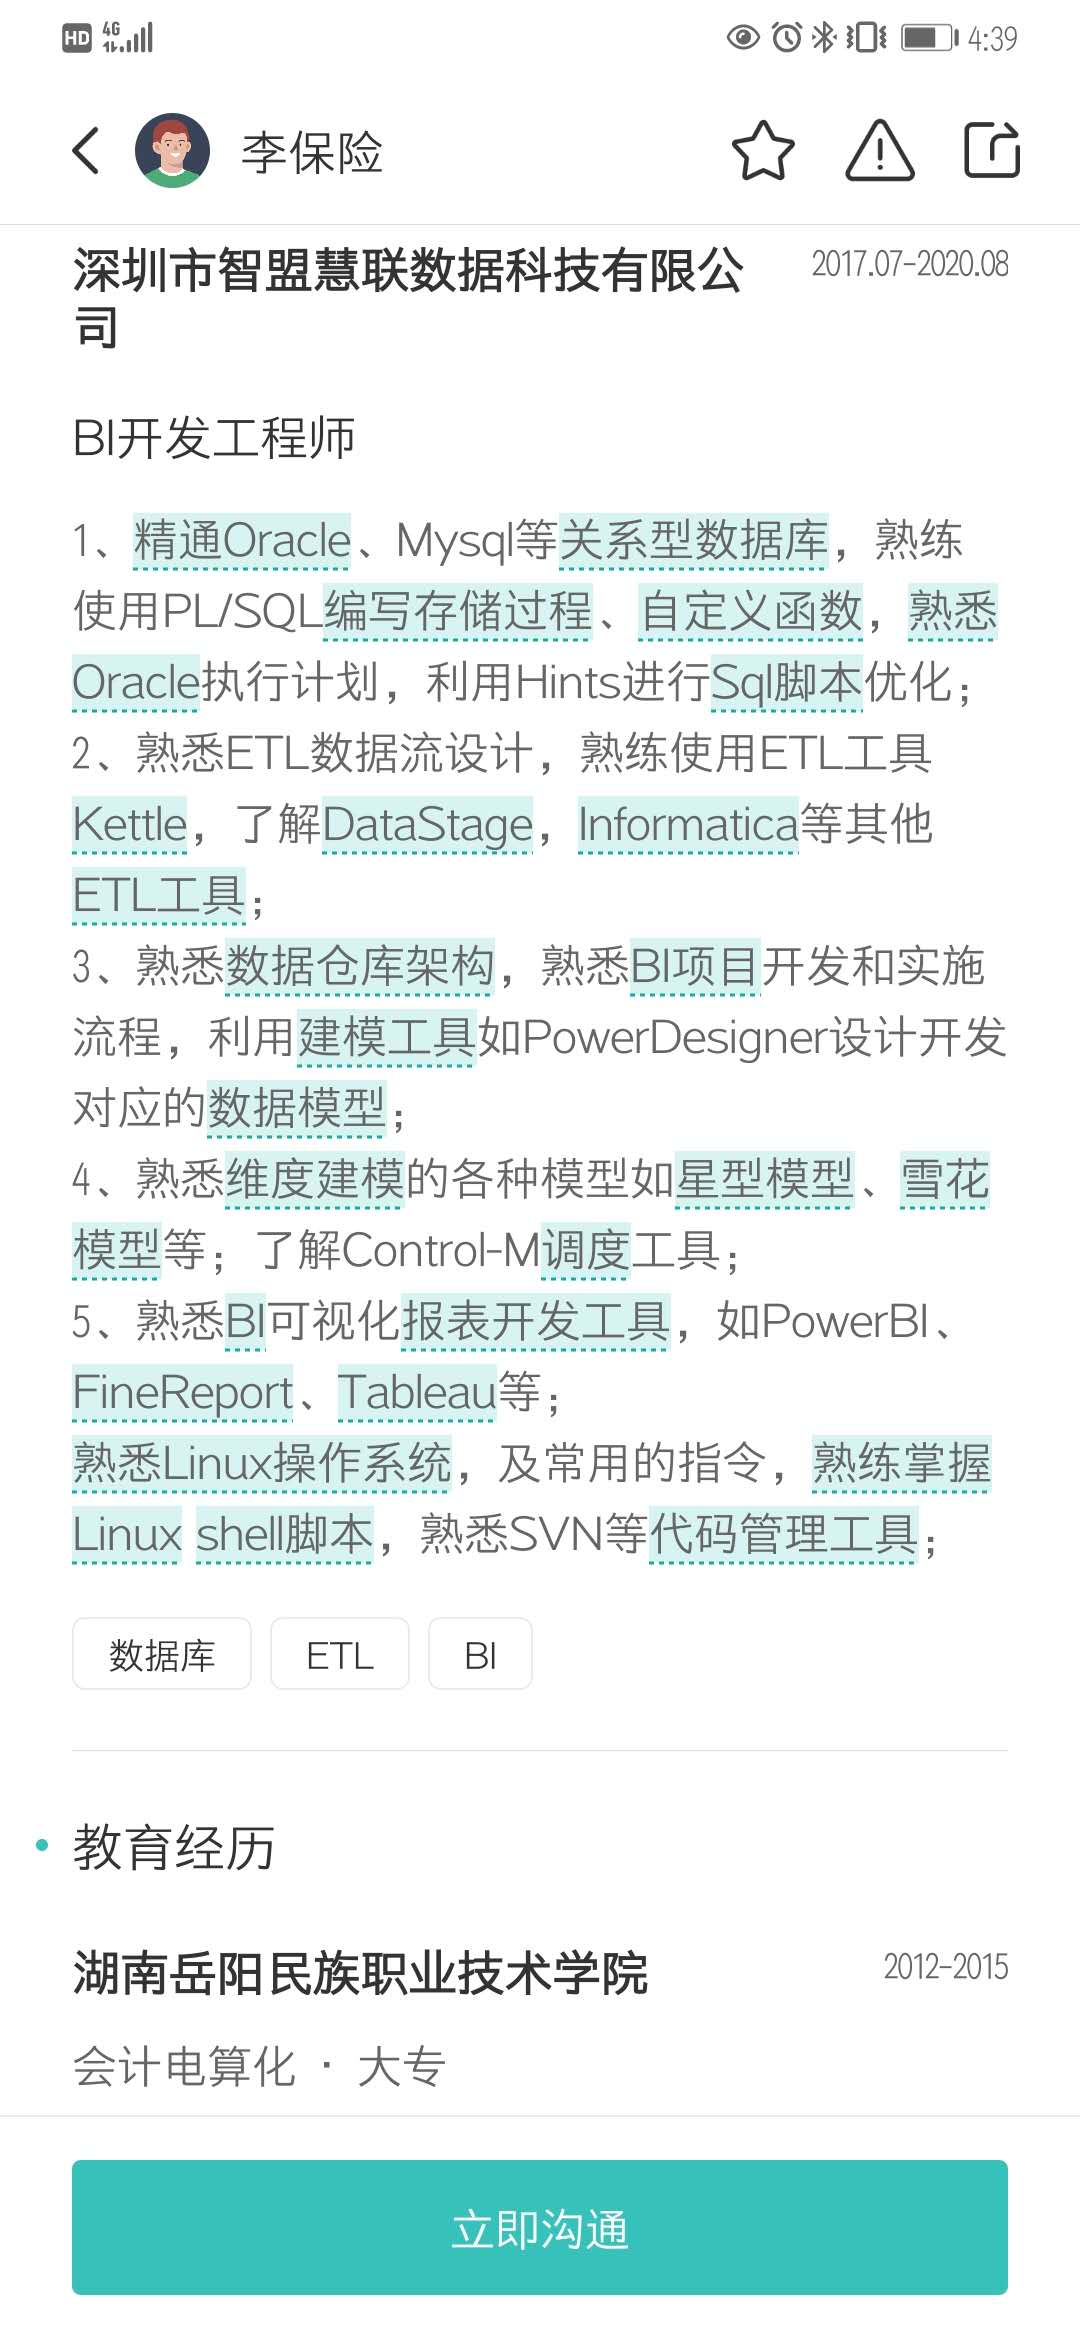 HD 4G 4:39
李保险
深圳市智盟慧联数据科技有限公 2017.07-2020.08
司
BI开发工程师
1、精通Oracle、Mysql等关系型数据库，熟练
使用PL/SQL编写存储过程、自定义函数，熟悉
Oracle执行计划，利用Hints进行Sql脚本优化；
2、熟悉ETL数据流设计，熟练使用ETL工具
Kettle，了解DataStage，Informatica等其他
ETL工具；
3、熟悉数据仓库架构，熟悉BI项目开发和实施
流程，利用建模工具如PowerDesigner设计开发
对应的数据模型；
4、熟悉维度建模的各种模型如星型模型、雪花
模型等；了解Control-M调度工具；
5、熟悉BI可视化报表开发工具，如PowerBI、
FineReport、Tableau等；
熟悉Linux操作系统，及常用的指令，熟练掌握
Linux shell脚本，熟悉SVN等代码管理工具；
数据库 ETL BI
教育经历
湖南岳阳民族职业技术学院 2012-2015
会计电算化 · 大专
立即沟通